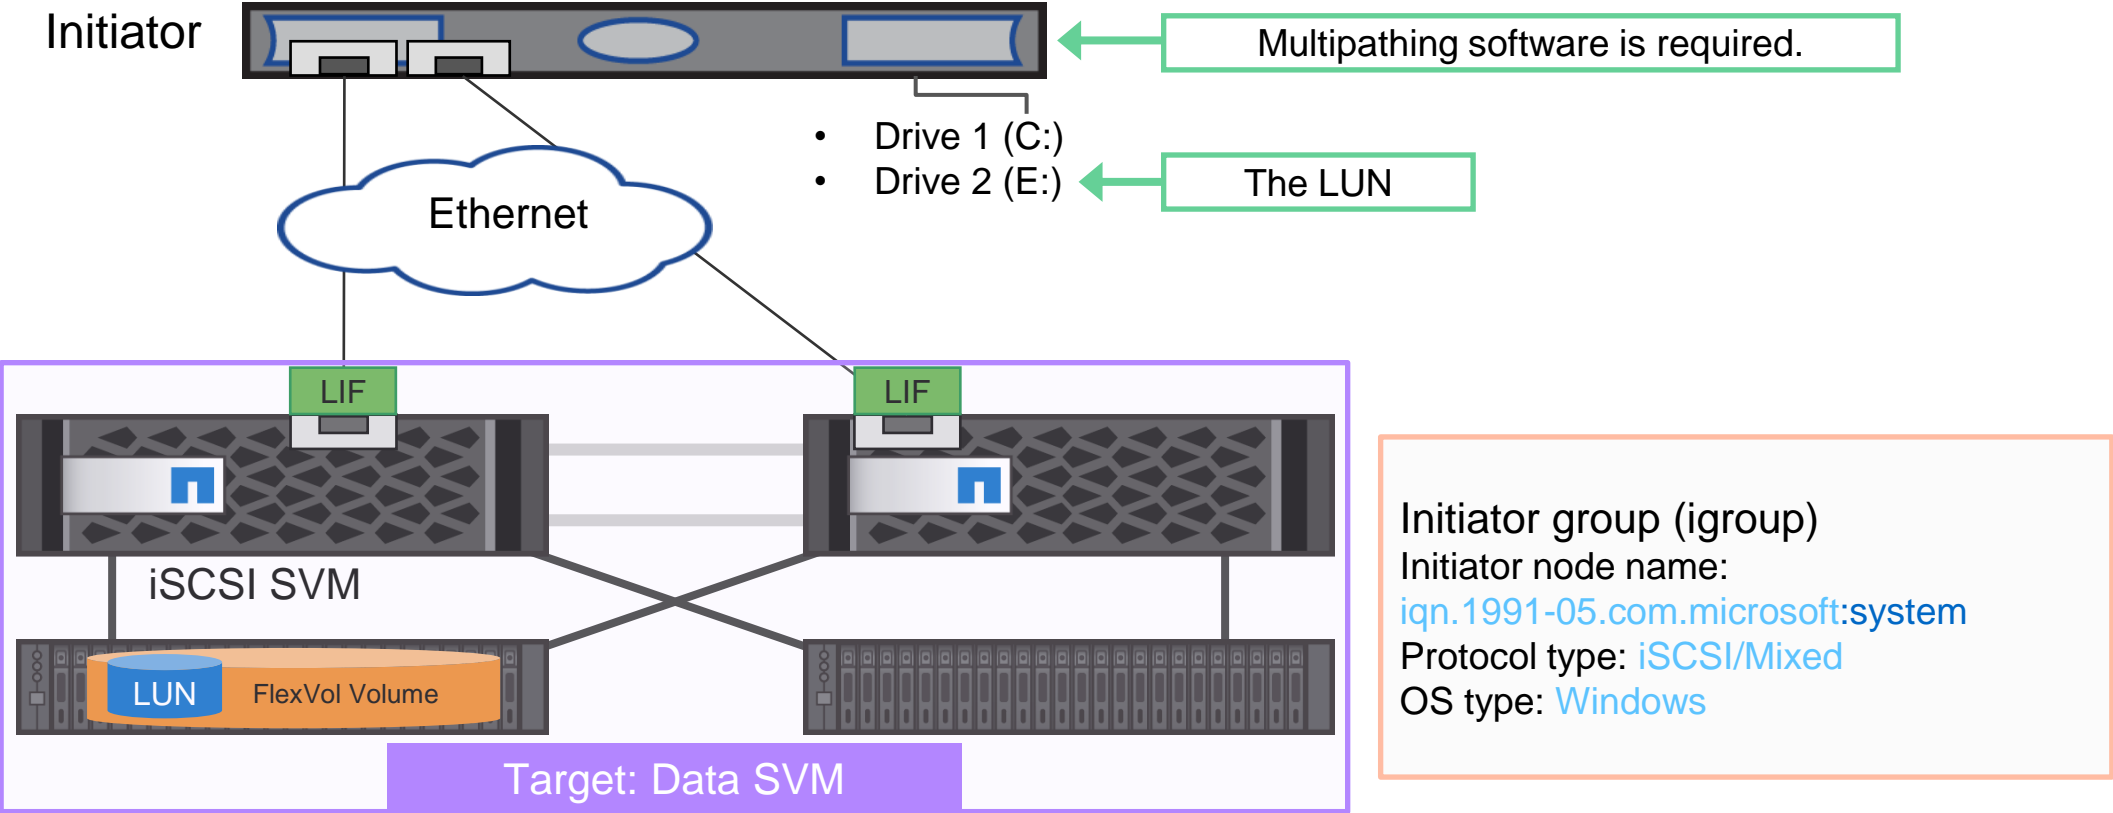 Initiator
Multipathing software is required.
• Drive 1 (C:)
• Drive 2 (E:)
The LUN
Ethernet
LIF
LIF
iSCSI SVM
LUN
FlexVol Volume
Target: Data SVM
Initiator group (igroup)
Initiator node name:
iqn.1991-05.com.microsoft:system
Protocol type: iSCSI/Mixed
OS type: Windows